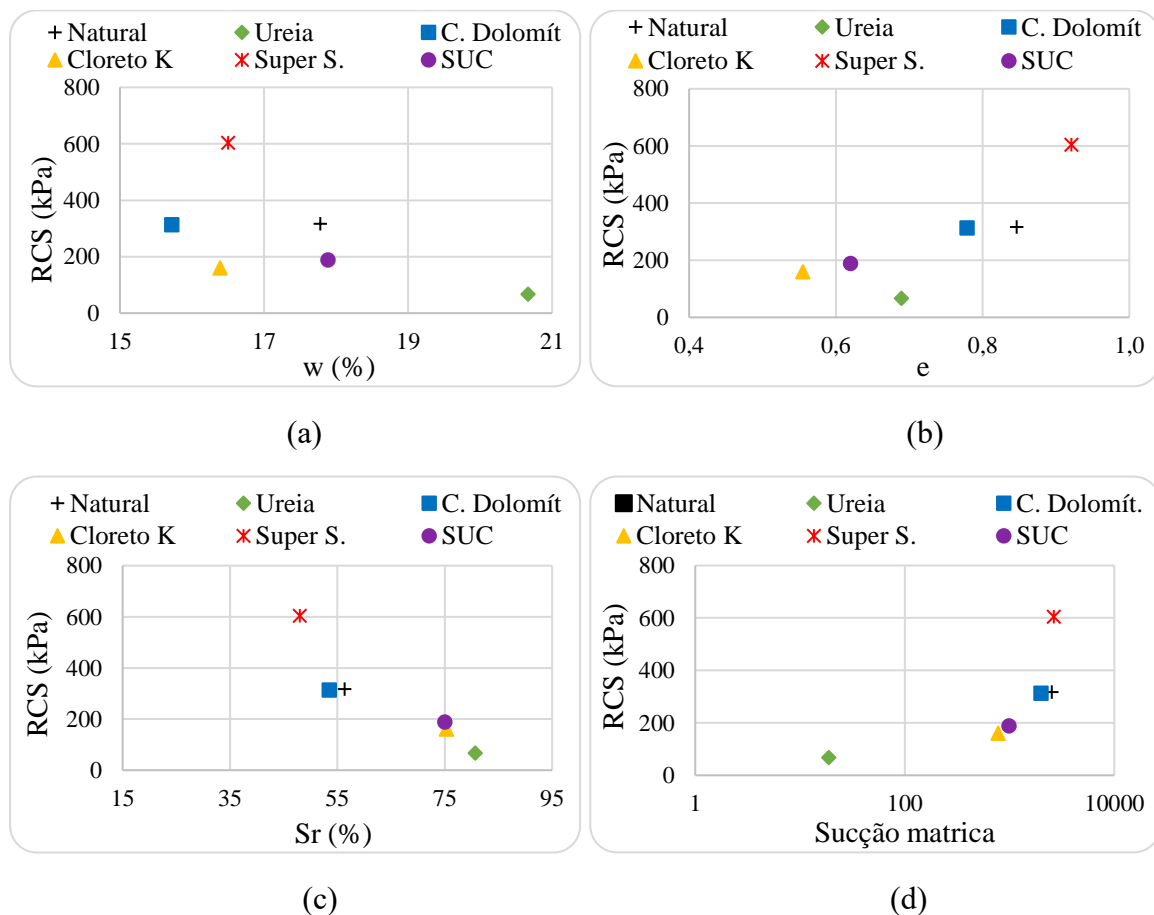 Natural Ureia C. Dolomít
Cloreto K Super S. SUC
800
600
400
200
0
RCS (kPa)
15 17 19 21
w (%)
(a)
Natural Ureia C. Dolomít
Cloreto K Super S. SUC
800
600
400
200
0
RCS (kPa)
0,4 0,6 0,8 1,0
e
(b)
Natural Ureia C. Dolomít
Cloreto K Super S. SUC
800
600
400
200
0
RCS (kPa)
15 35 55 75 95
Sr (%)
(c)
Natural Ureia C. Dolomít.
Cloreto K Super S. SUC
800
600
400
200
0
RCS (kPa)
1 100 10000
Sucção matrica
(d)